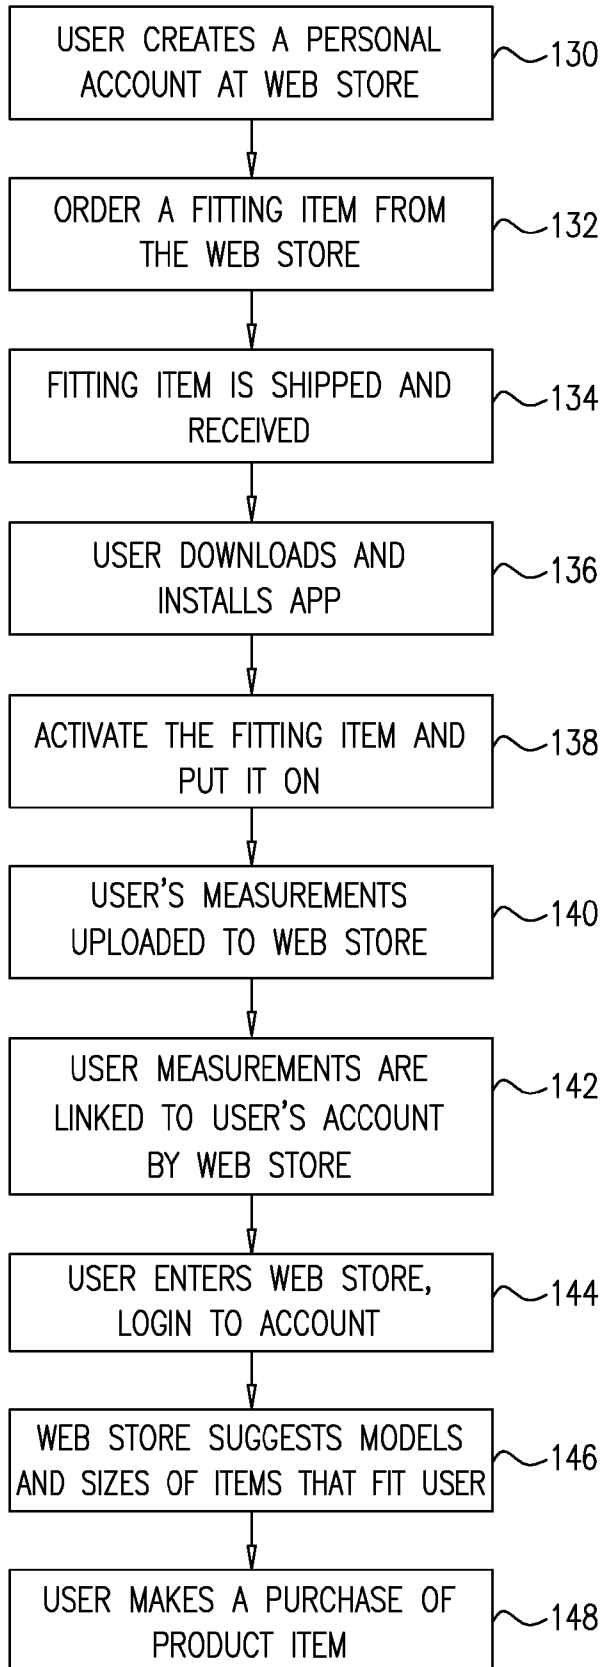 USER CREATES A PERSONAL
ACCOUNT AT WEB STORE
130
ORDER A FITTING ITEM FROM
THE WEB STORE
132
FITTING ITEM IS SHIPPED AND
RECEIVED
134
USER DOWNLOADS AND
INSTALLS APP
136
ACTIVATE THE FITTING ITEM AND
PUT IT ON
138
USER'S MEASUREMENTS
UPLOADED TO WEB STORE
140
USER MEASUREMENTS ARE
LINKED TO USER'S ACCOUNT
BY WEB STORE
142
USER ENTERS WEB STORE,
LOGIN TO ACCOUNT
144
WEB STORE SUGGESTS MODELS
AND SIZES OF ITEMS THAT FIT USER
146
USER MAKES A PURCHASE OF
PRODUCT ITEM
148